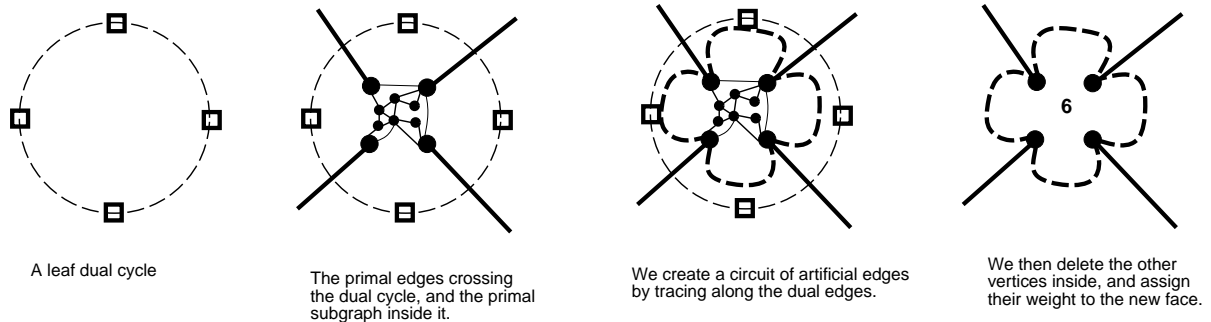 6
A leaf dual cycle
The primal edges crossing
the dual cycle, and the primal
subgraph inside it.
We create a circuit of artificial edges
by tracing along the dual edges.
We then delete the other
vertices inside, and assign
their weight to the new face.